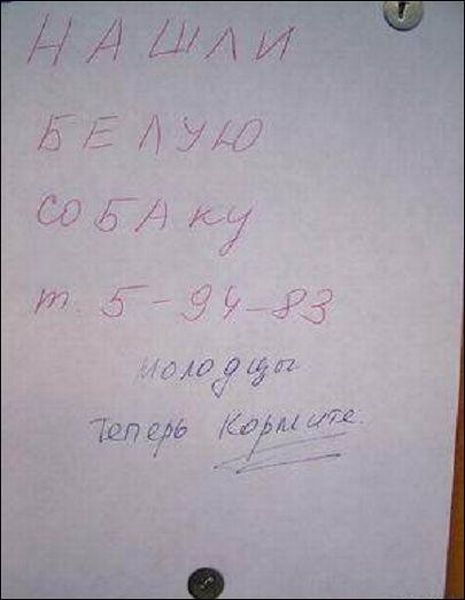 НАШЛИ
БЕЛУЮ
СОБАКУ
т. 5-94-83
молодцы
Теперь Кормите.